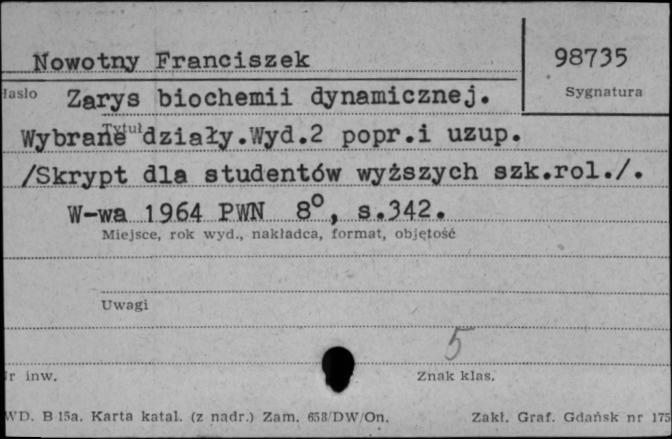 Nowotny Franciszek
98735
Hasło
Sygnatura
Zarys biochemii dynamicznej.
Tytuł
Wybrane działy.Wyd.2 popr.i uzup.
/Skrypt dla studentów wyższych szk.rol./.
W-wa 1964 PWN 8°, s.342.
Miejsce, rok wyd., nakładca, format, objętość
Uwagi
5
Nr inw.
Znak klas.
WD. B 15a. Karta katal. (z nadr.) Zam. 658/DW/On.
Zakł. Graf. Gdańsk nr 175